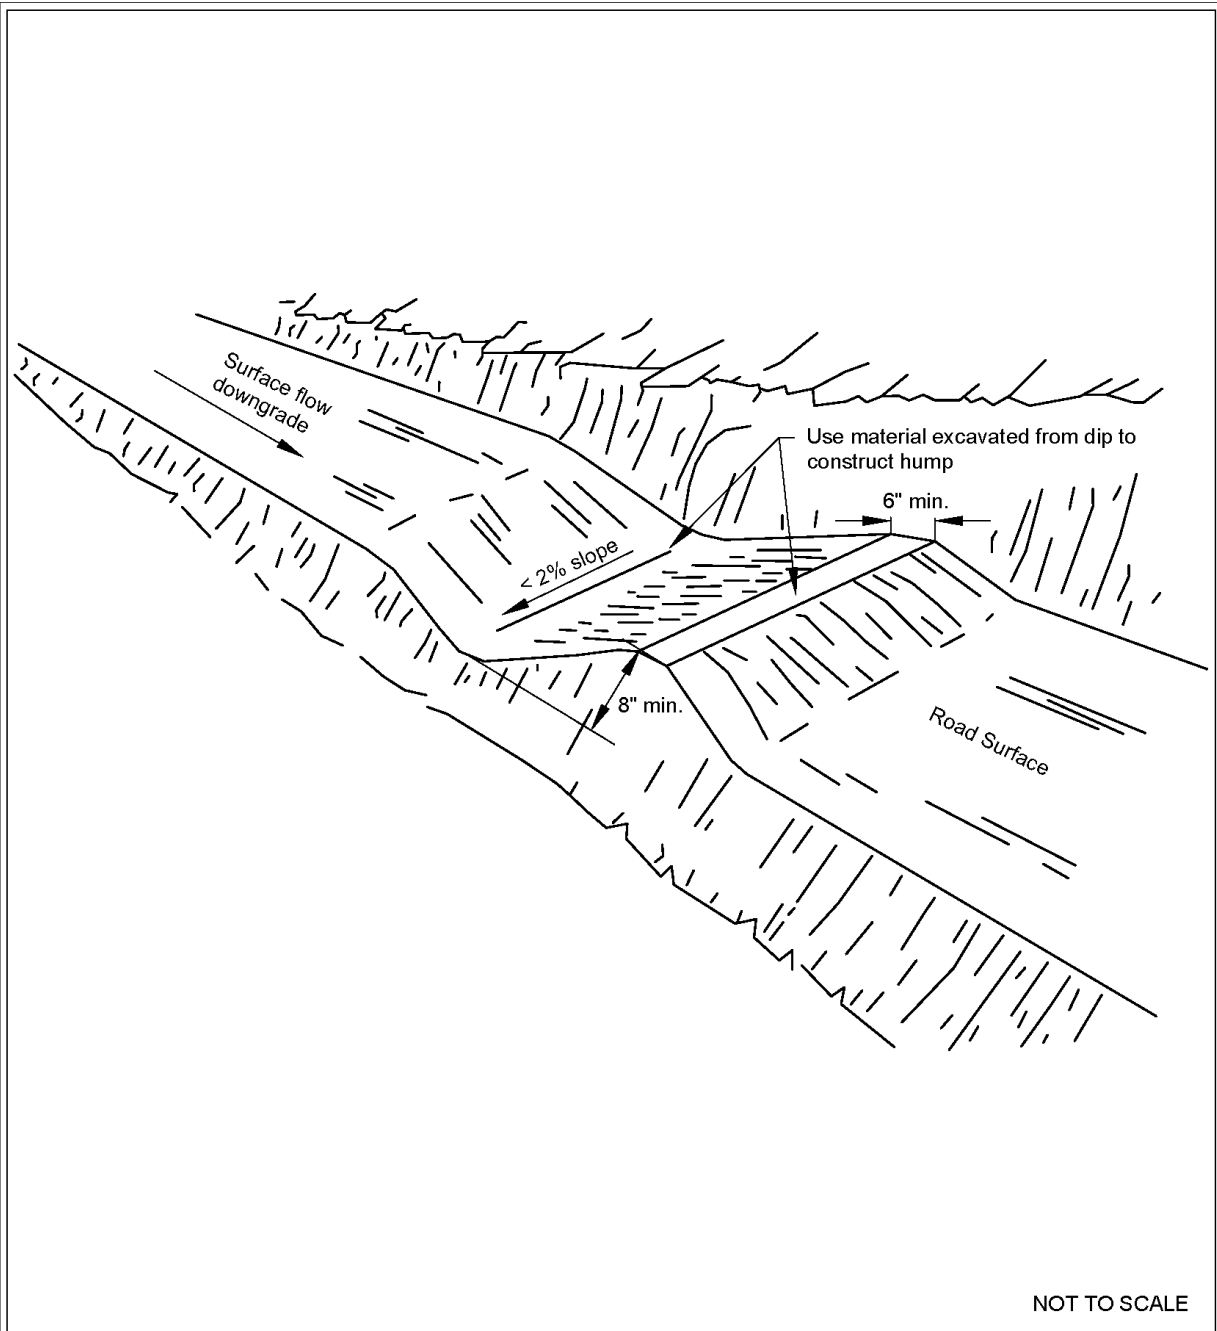 Surface flow
downgrade
Use material excavated from dip to
construct hump
6" min.
< 2% slope
8" min.
Road Surface
NOT TO SCALE